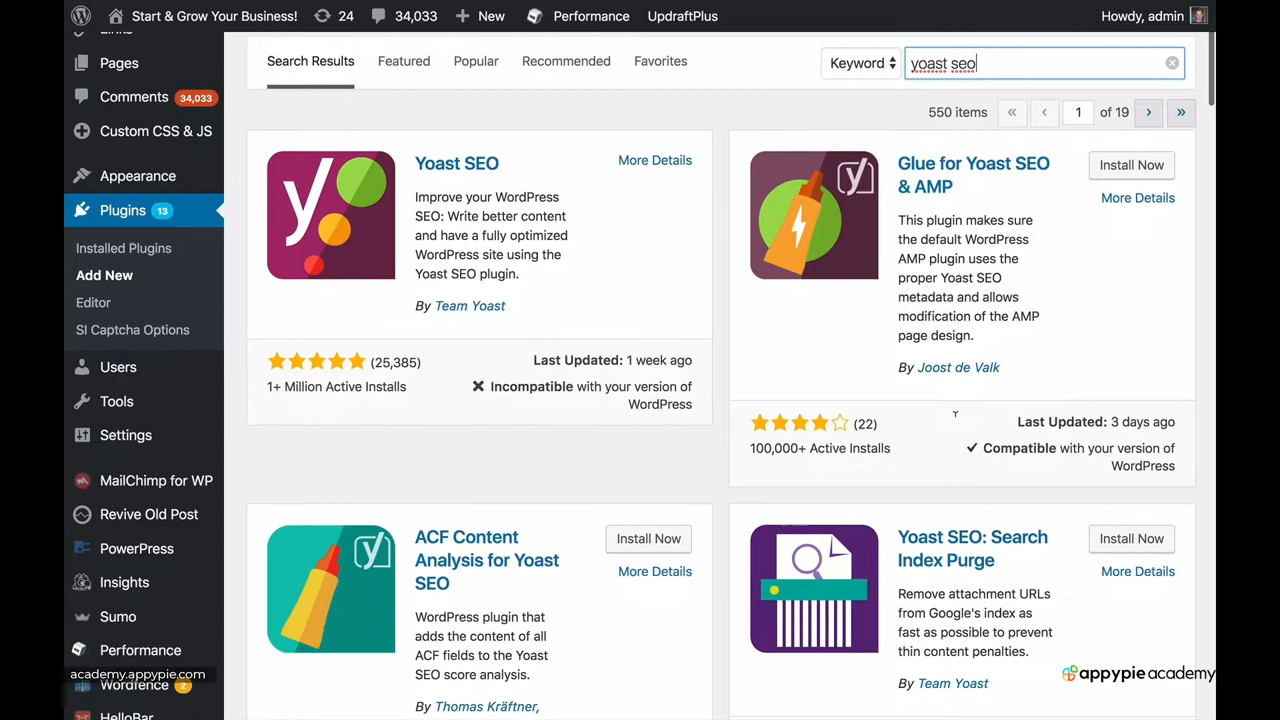 Start & Grow Your Business!
24
34,033
New
Performance
UpdraftPlus
Howdy, admin
Links
Pages
Comments 34,033
Custom CSS & JS
Appearance
Plugins 13
Installed Plugins
Add New
Editor
SI Captcha Options
Users
Tools
Settings
MailChimp for WP
Revive Old Post
PowerPress
Insights
Sumo
Performance
academy.appypie.com
Wordfence 2
HelloBar
Search Results
Featured
Popular
Recommended
Favorites
Keyword
yoast seo
550 items
«
‹
1
of 19
›
»
Yoast SEO
More Details
Improve your WordPress
SEO: Write better content
and have a fully optimized
WordPress site using the
Yoast SEO plugin.
By Team Yoast
(25,385)
1+ Million Active Installs
Last Updated: 1 week ago
Incompatible with your version of
WordPress
Glue for Yoast SEO
& AMP
Install Now
More Details
This plugin makes sure
the default WordPress
AMP plugin uses the
proper Yoast SEO
metadata and allows
modification of the AMP
page design.
By Joost de Valk
(22)
100,000+ Active Installs
Last Updated: 3 days ago
Compatible with your version of
WordPress
ACF Content
Analysis for Yoast
SEO
Install Now
More Details
WordPress plugin that
adds the content of all
ACF fields to the Yoast
SEO score analysis.
By Thomas Kräftner,
Yoast SEO: Search
Index Purge
Install Now
More Details
Remove attachment URLs
from Google's index as
fast as possible to prevent
thin content penalties.
By Team Yoast
appypie academy